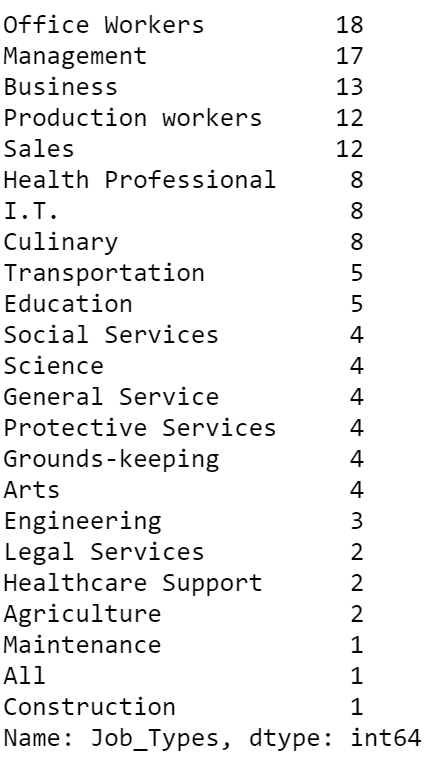 Office Workers 18
Management 17
Business 13
Production workers 12
Sales 12
Health Professional 8
I.T. 8
Culinary 8
Transportation 5
Education 5
Social Services 4
Science 4
General Service 4
Protective Services 4
Grounds-keeping 4
Arts 4
Engineering 3
Legal Services 2
Healthcare Support 2
Agriculture 2
Maintenance 1
All 1
Construction 1
Name: Job_Types, dtype: int64